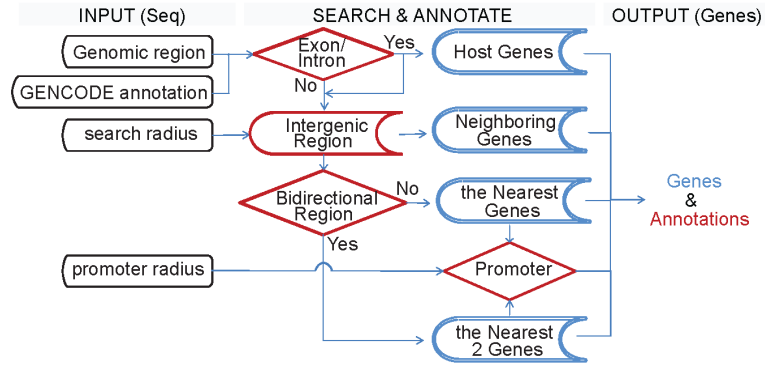 INPUT (Seq)
SEARCH & ANNOTATE
OUTPUT (Genes)
Genomic region
Exon/
Intron
Yes
Host Genes
No
GENCODE annotation
search radius
Intergenic
Region
Neighboring
Genes
Bidirectional
Region
No
the Nearest
Genes
Genes
&
Annotations
Yes
promoter radius
Promoter
the Nearest
2 Genes